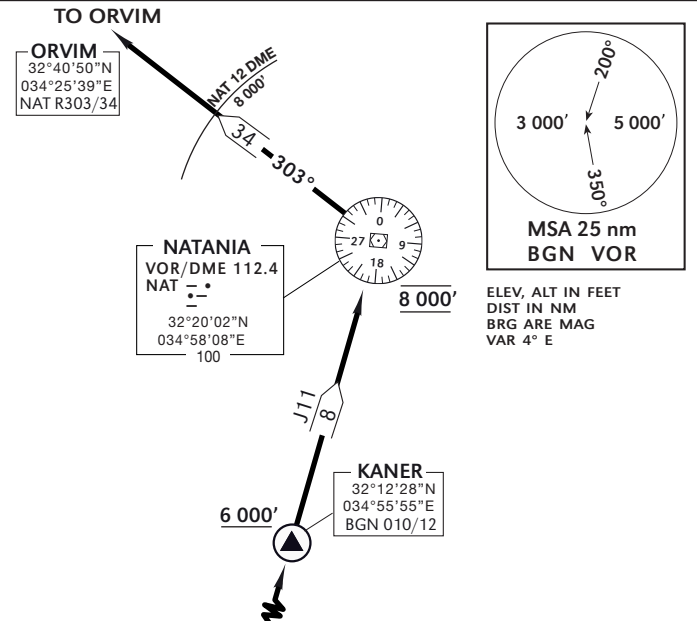 TO ORVIM
ORVIM
32°40'50"N
034°25'39"E
NAT R303/34
NAT 12 DME
8 000'
34
303°
0
9
18
27
NATANIA
VOR/DME 112.4
NAT
32°20'02"N
034°58'08"E
100
8 000'
J11
8
KANER
32°12'28"N
034°55'55"E
BGN 010/12
6 000'
200°
3 000'
5 000'
350°
MSA 25 nm
BGN VOR
ELEV, ALT IN FEET
DIST IN NM
BRG ARE MAG
VAR 4° E